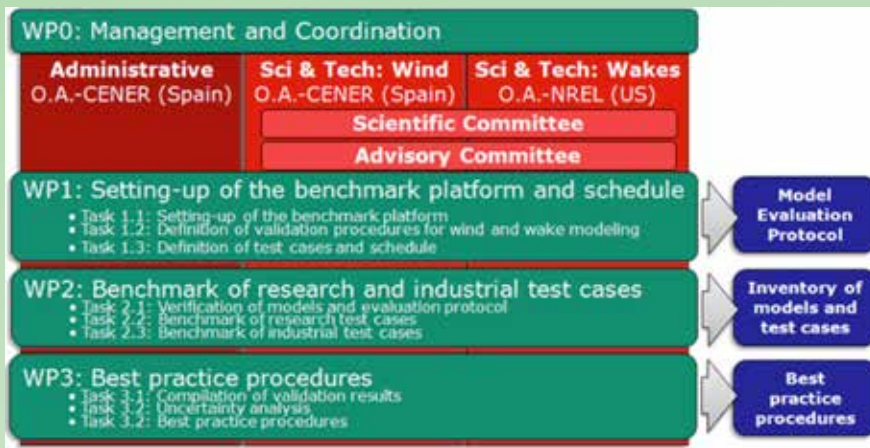 WP0: Management and Coordination
Administrative
O.A.-CENER (Spain)
Sci & Tech: Wind
O.A.-CENER (Spain)
Sci & Tech: Wakes
O.A.-NREL (US)
Scientific Committee
Advisory Committee
WP1: Setting-up of the benchmark platform and schedule
• Task 1.1: Setting-up of the benchmark platform
• Task 1.2: Definition of validation procedures for wind and wake modeling
• Task 1.3: Definition of test cases and schedule
Model
Evaluation
Protocol
WP2: Benchmark of research and industrial test cases
• Task 2.1: Verification of models and evaluation protocol
• Task 2.2: Benchmark of research test cases
• Task 2.3: Benchmark of industrial test cases
Inventory of
models and
test cases
WP3: Best practice procedures
• Task 3.1: Compilation of validation results
• Task 3.2: Uncertainty analysis
• Task 3.2: Best practice procedures
Best
practice
procedures